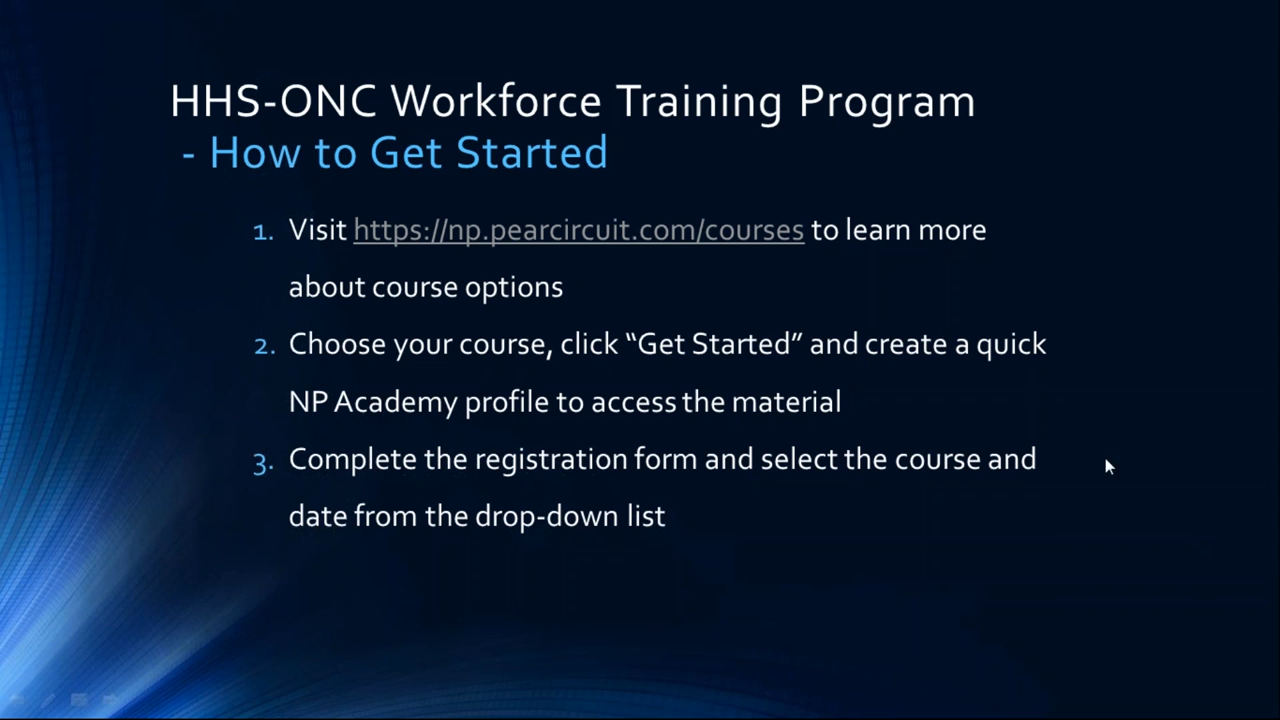 HHS-ONC Workforce Training Program
- How to Get Started
1. Visit https://np.pearcircuit.com/courses to learn more
about course options
2. Choose your course, click “Get Started” and create a quick
NP Academy profile to access the material
3. Complete the registration form and select the course and
date from the drop-down list